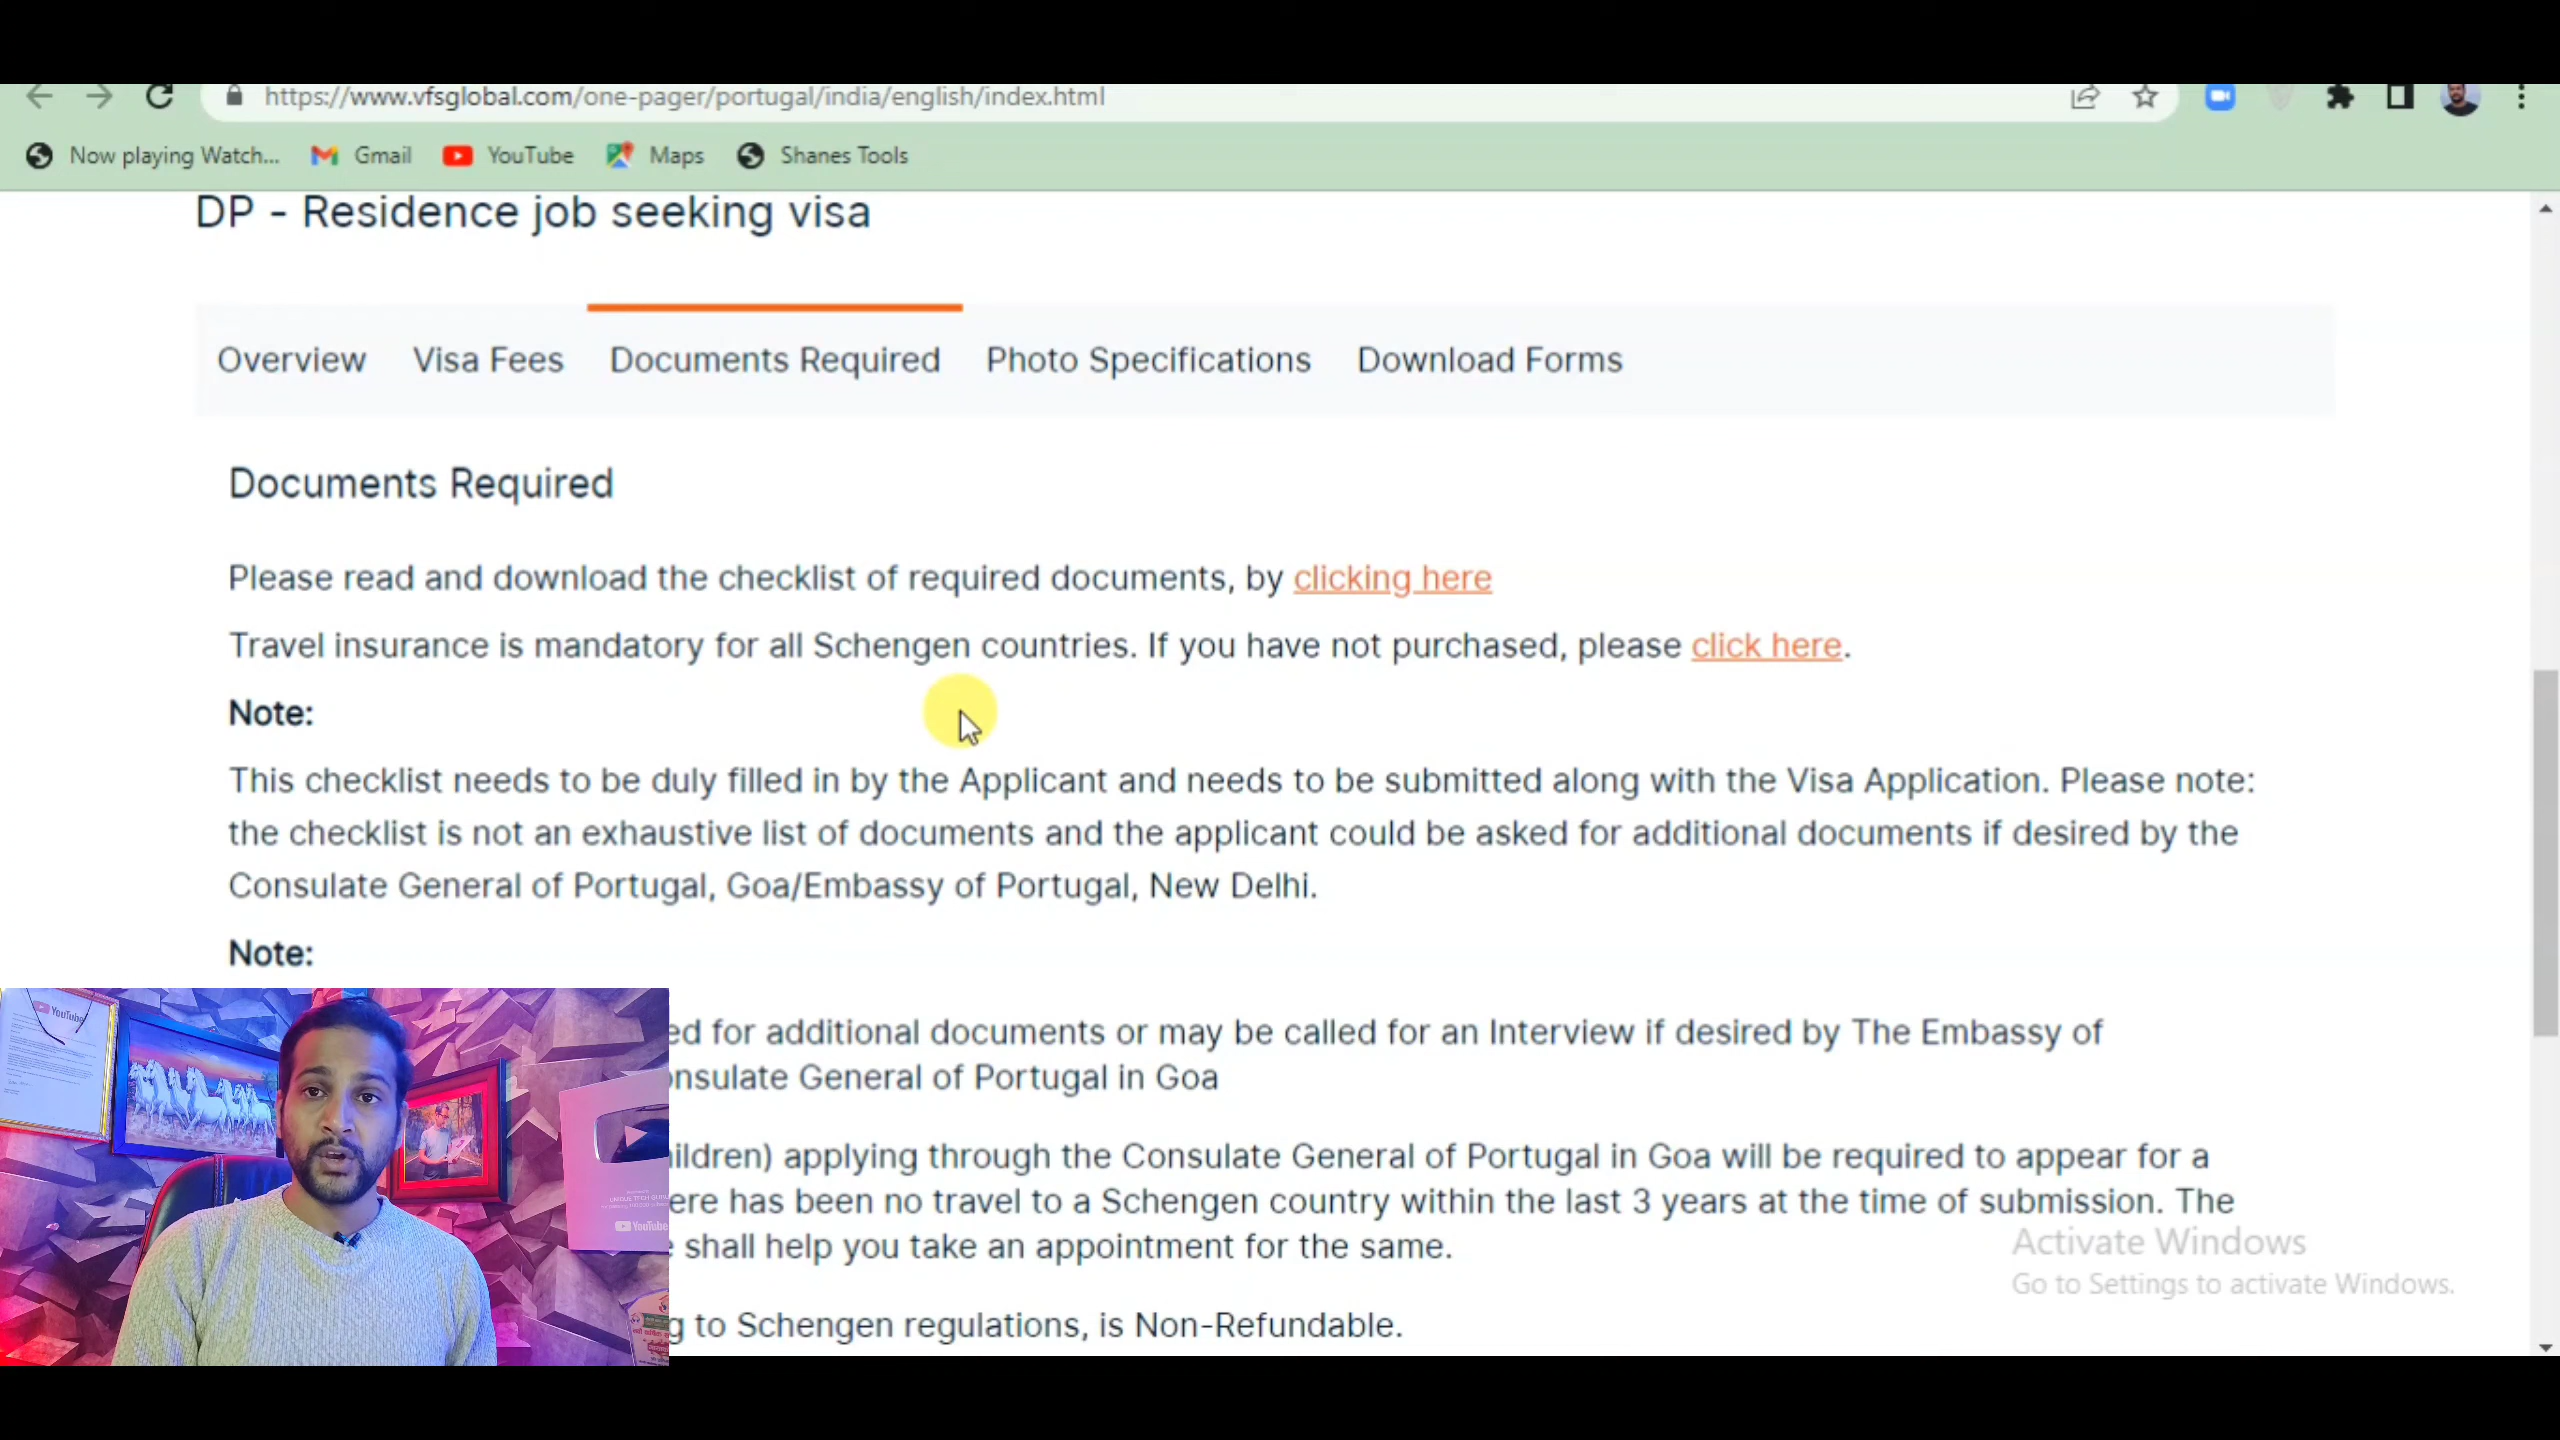 https://www.vfsglobal.com/one-pager/portugal/india/english/index.html
Now playing Watch...
Gmail
YouTube
Maps
Shanes Tools
DP - Residence job seeking visa
Overview
Visa Fees
Documents Required
Photo Specifications
Download Forms
Documents Required
Please read and download the checklist of required documents, by clicking here
Travel insurance is mandatory for all Schengen countries. If you have not purchased, please click here.
Note:
This checklist needs to be duly filled in by the Applicant and needs to be submitted along with the Visa Application. Please note:
the checklist is not an exhaustive list of documents and the applicant could be asked for additional documents if desired by the
Consulate General of Portugal, Goa/Embassy of Portugal, New Delhi.
Note:
ed for additional documents or may be called for an Interview if desired by The Embassy of
onsulate General of Portugal in Goa
ildren) applying through the Consulate General of Portugal in Goa will be required to appear for a
ere has been no travel to a Schengen country within the last 3 years at the time of submission. The
shall help you take an appointment for the same.
g to Schengen regulations, is Non-Refundable.
Activate Windows
Go to Settings to activate Windows.
YouTube
YouTube